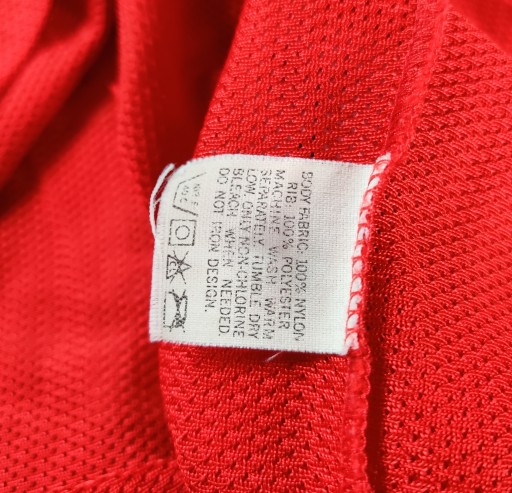 BODY FABRIC: 100% NYLON
RIB: 100% POLYESTER
MACHINE WASH WARM
SEPARATELY. TUMBLE DRY
LOW. ONLY NON-CHLORINE
BLEACH WHEN NEEDED.
DO NOT IRON DESIGN.